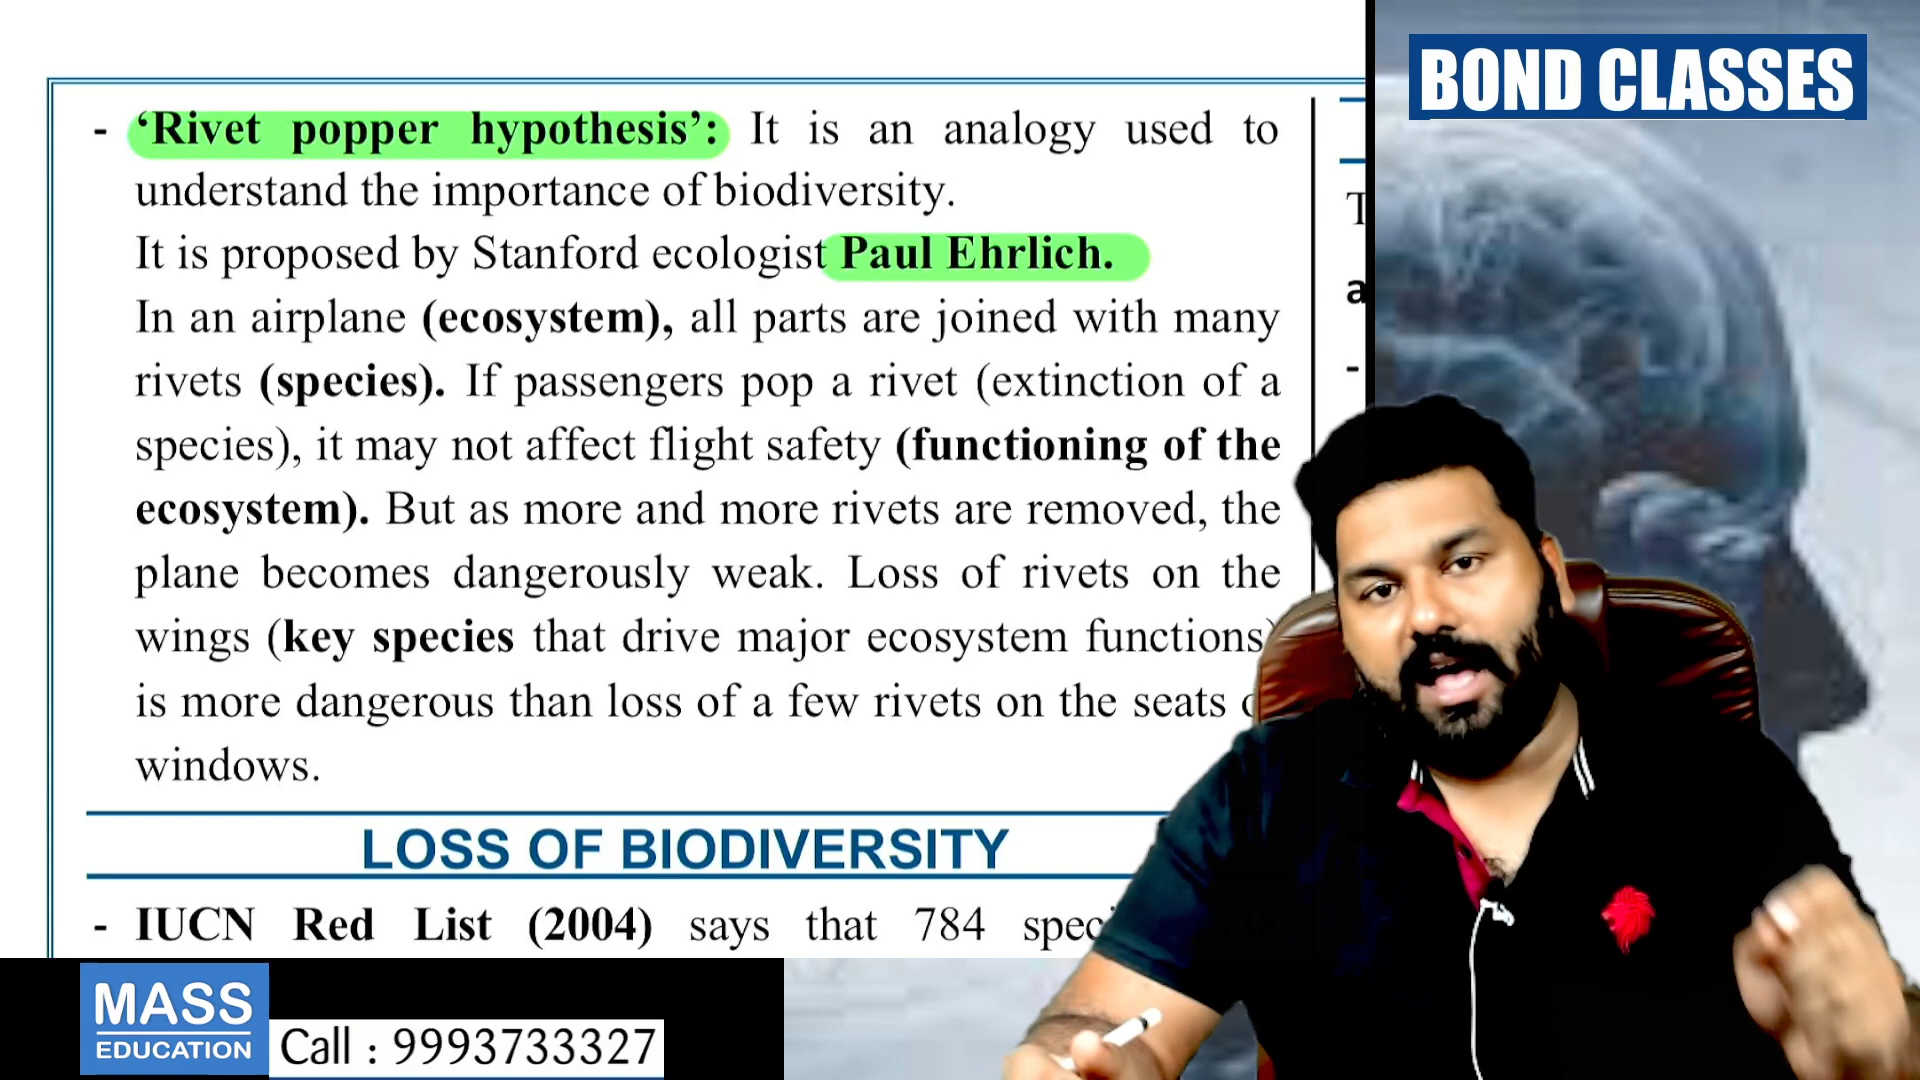 BOND CLASSES
- ‘Rivet popper hypothesis’: It is an analogy used to
understand the importance of biodiversity.
It is proposed by Stanford ecologist Paul Ehrlich.
In an airplane (ecosystem), all parts are joined with many
rivets (species). If passengers pop a rivet (extinction of a
species), it may not affect flight safety (functioning of the
ecosystem). But as more and more rivets are removed, the
plane becomes dangerously weak. Loss of rivets on the
wings (key species that drive major ecosystem functions)
is more dangerous than loss of a few rivets on the seats
windows.
LOSS OF BIODIVERSITY
- IUCN Red List (2004) says that 784 338
MASS
EDUCATION
Call : 9993733327